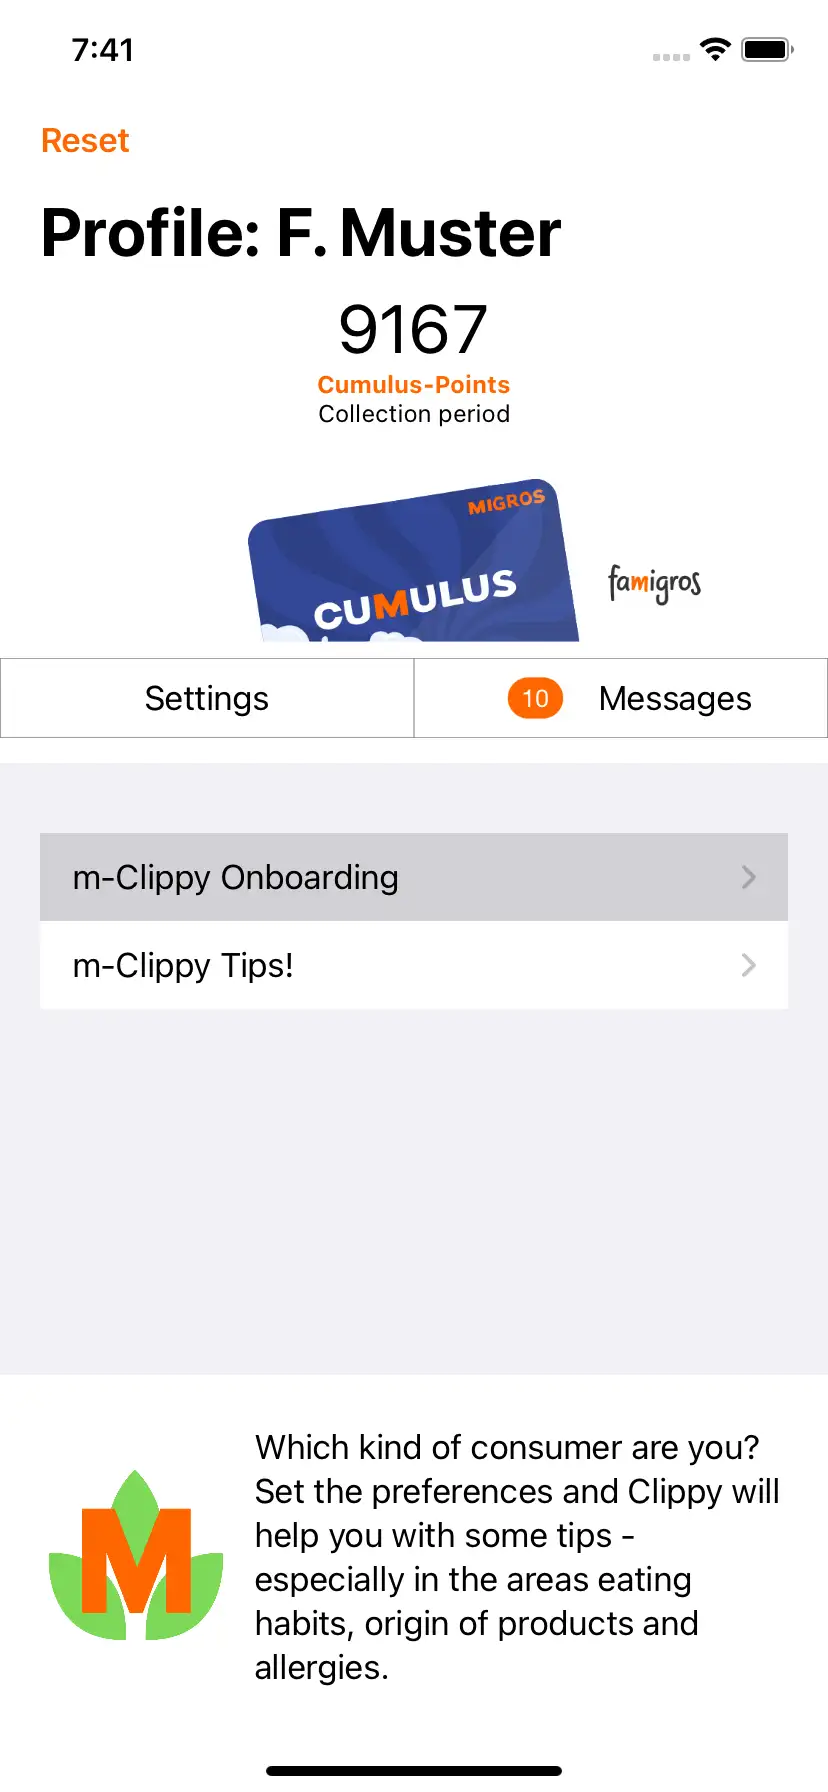 7:41
Reset
Profile: F. Muster
9167
Cumulus-Points
Collection period
MIGROS
CUMULUS
famigros
Settings
10 Messages
m-Clippy Onboarding
m-Clippy Tips!
M
Which kind of consumer are you?
Set the preferences and Clippy will
help you with some tips -
especially in the areas eating
habits, origin of products and
allergies.